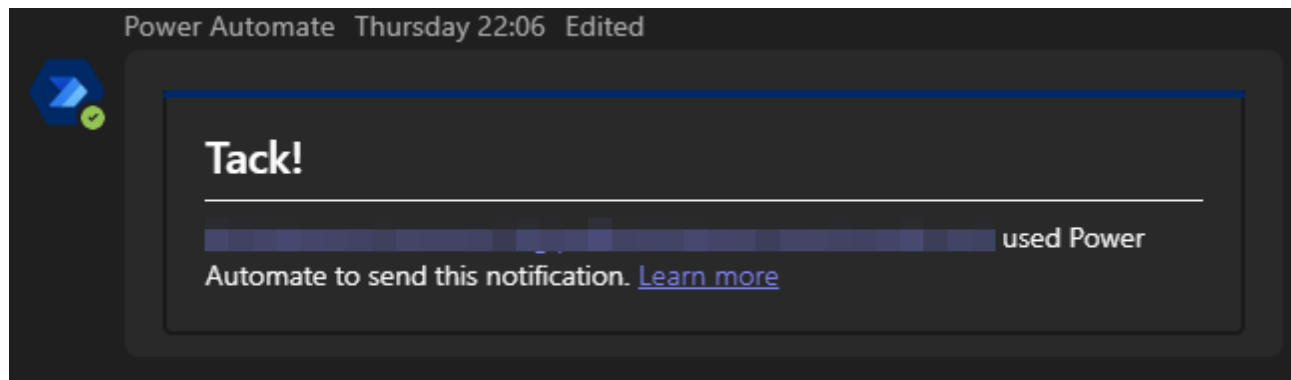 Power Automate Thursday 22:06 Edited
Tack!
used Power
Automate to send this notification. Learn more